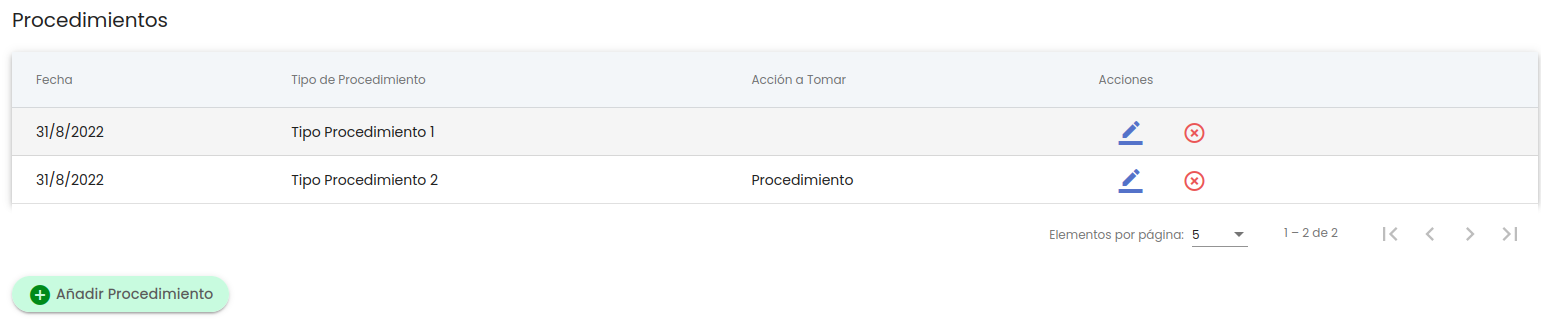 Procedimientos
Fecha Tipo de Procedimiento Acción a Tomar Acciones
31/8/2022 Tipo Procedimiento 1
31/8/2022 Tipo Procedimiento 2 Procedimiento
Elementos por página: 5 1 – 2 de 2
Añadir Procedimiento